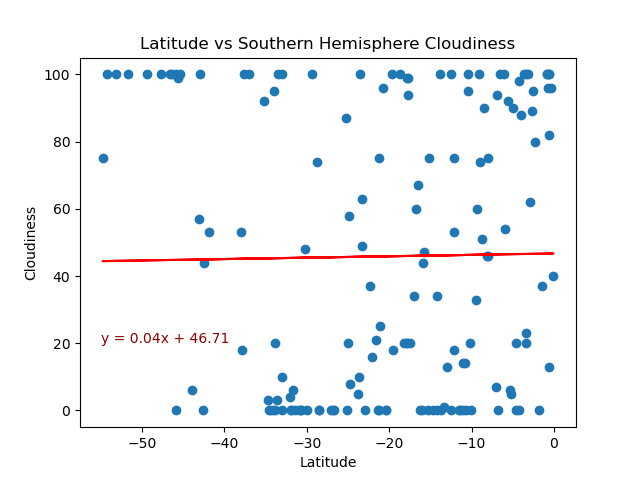 Latitude vs Southern Hemisphere Cloudiness
100
80
60
40
20
0
Cloudiness
y = 0.04x + 46.71
−50 −40 −30 −20 −10 0
Latitude